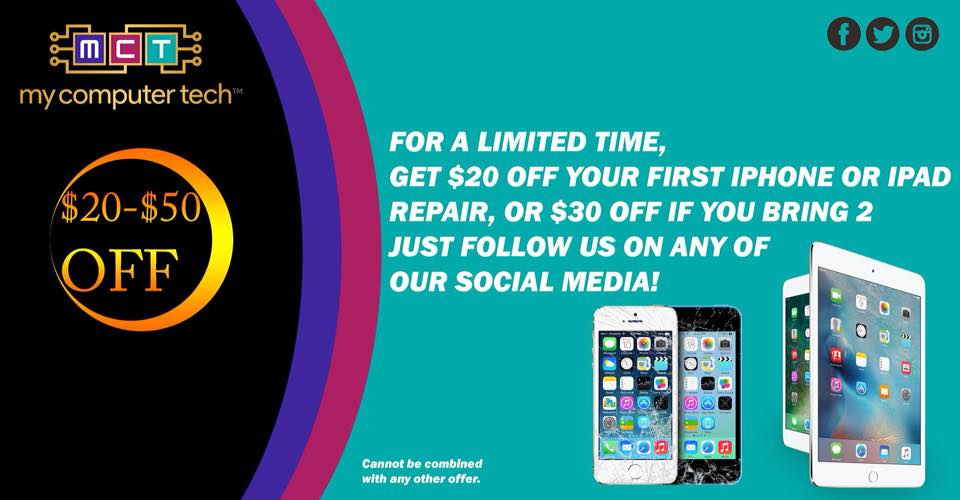 MCT
my computer tech™
$20-$50
OFF
FOR A LIMITED TIME,
GET $20 OFF YOUR FIRST IPHONE OR IPAD
REPAIR, OR $30 OFF IF YOU BRING 2
JUST FOLLOW US ON ANY OF
OUR SOCIAL MEDIA!
Cannot be combined
with any other offer.